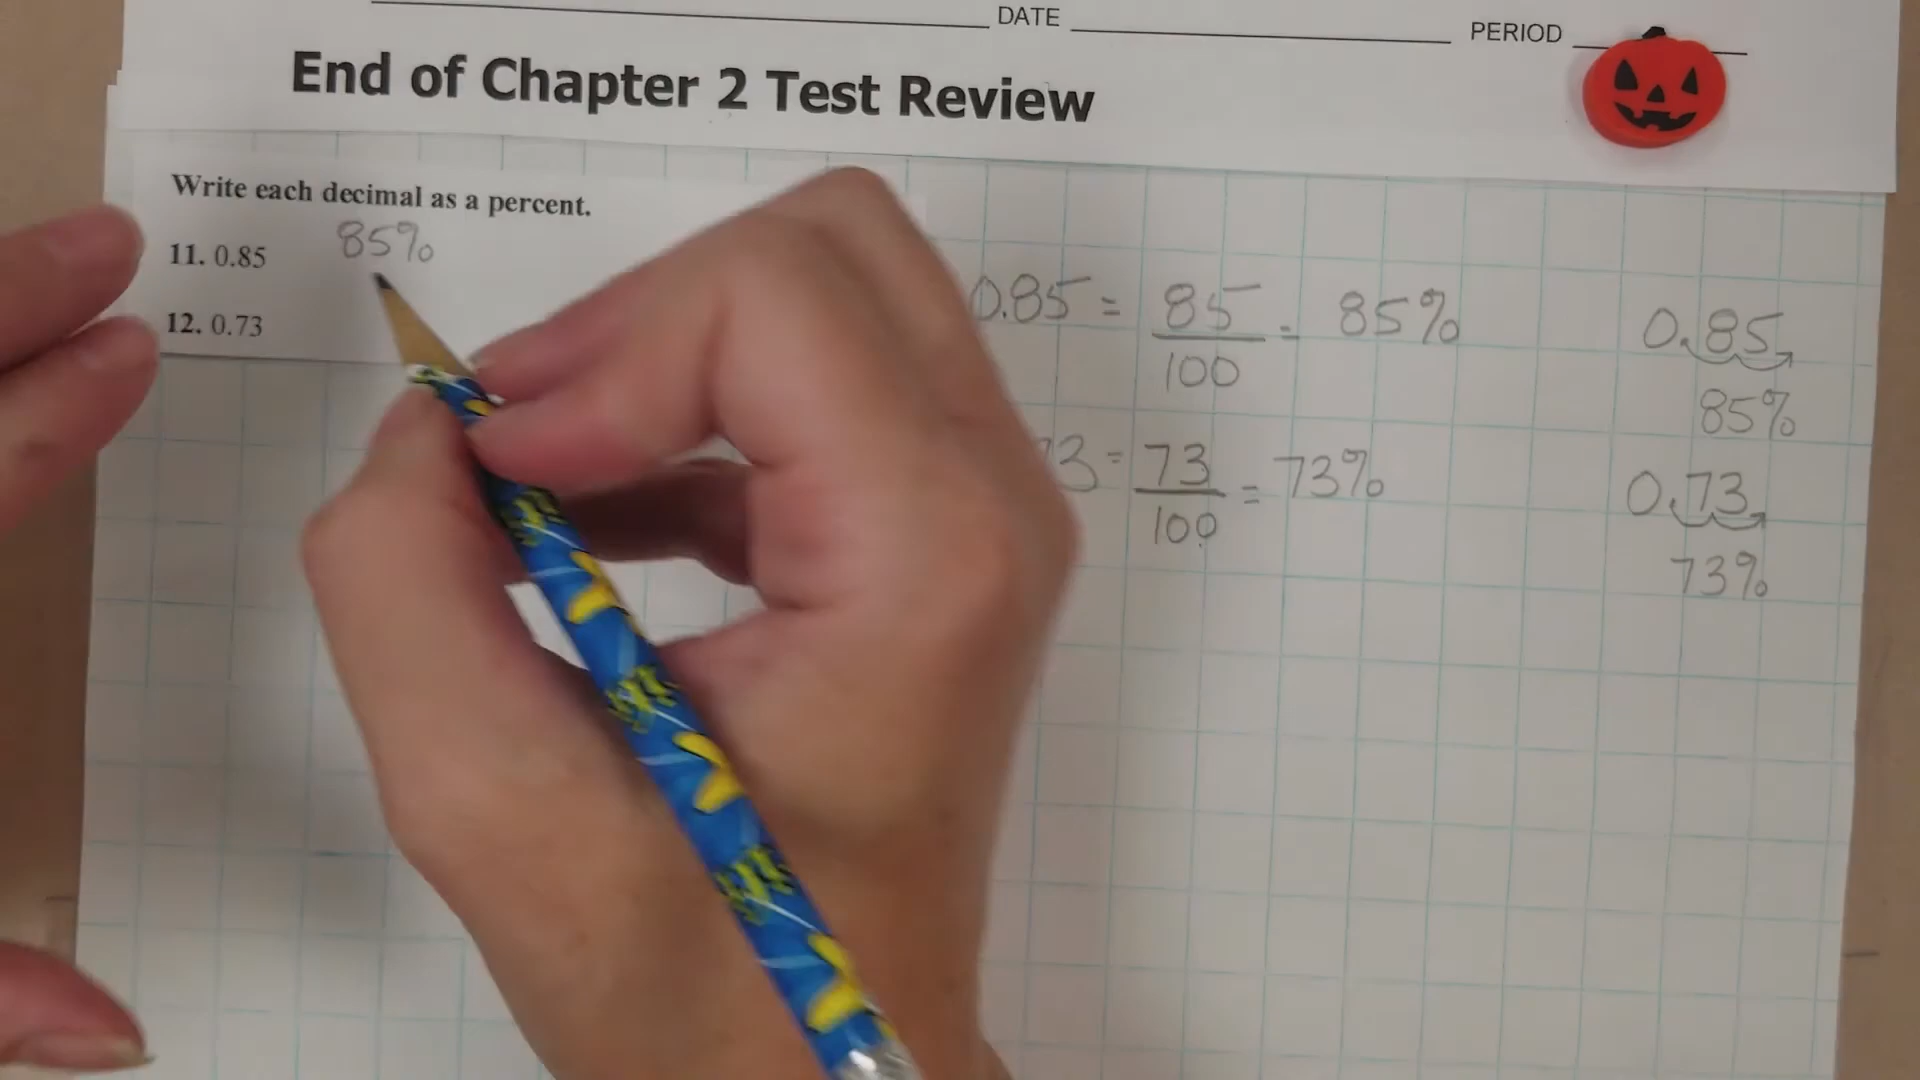 DATE PERIOD
End of Chapter 2 Test Review
Write each decimal as a percent.
11. 0.85 85%
12. 0.73
0.85 = 85/100 = 85%
73 = 73/100 = 73%
0.85
85%
0.73
73%